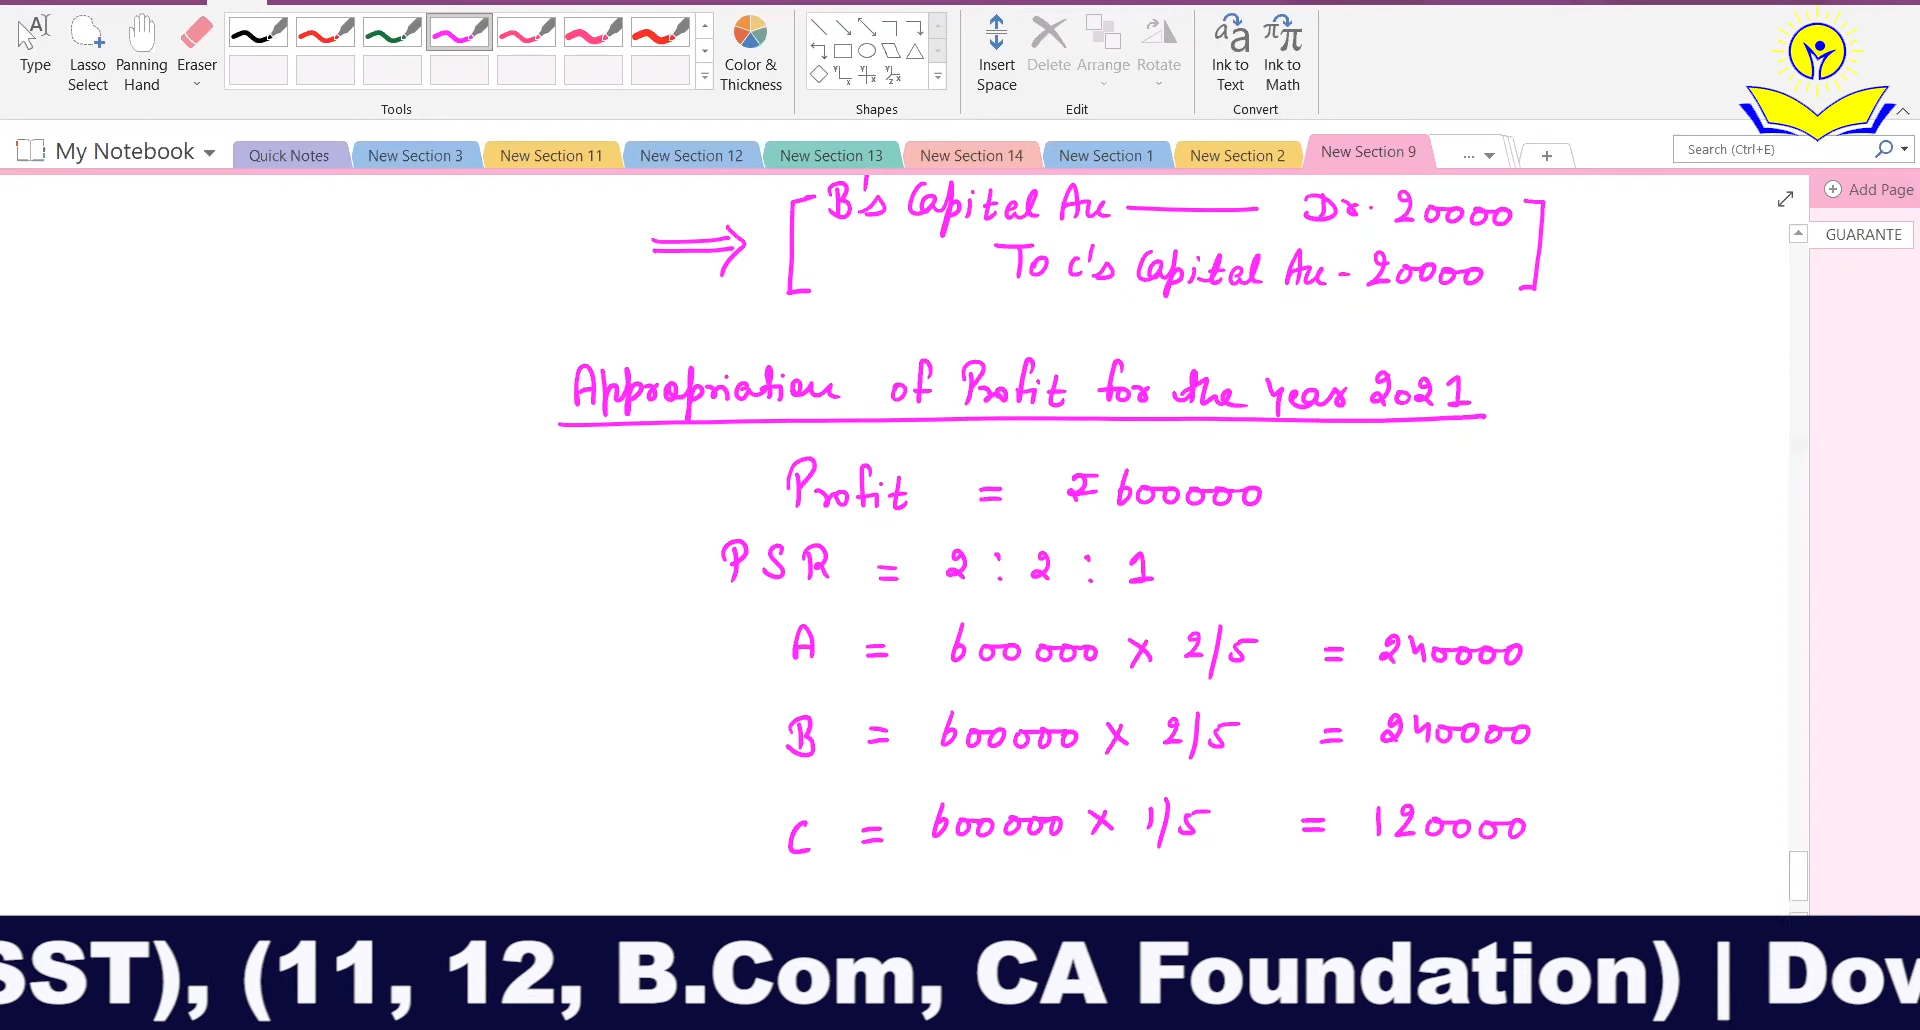 Type
Lasso Select
Panning Hand
Eraser
Tools
Color & Thickness
Shapes
Insert Space
Delete
Arrange
Rotate
Edit
Ink to Text
Ink to Math
Convert
My Notebook
Quick Notes
New Section 3
New Section 11
New Section 12
New Section 13
New Section 14
New Section 1
New Section 2
New Section 9
...
Search (Ctrl+E)
Add Page
GUARANTE
B's Capital A/c —— Dr. 20000
To C's Capital A/c - 20000
Appropriation of Profit for the year 2021
Profit = ₹ 600000
PSR = 2 : 2 : 1
A = 600000 × 2/5 = 240000
B = 600000 × 2/5 = 240000
C = 600000 × 1/5 = 120000
SST), (11, 12, B.Com, CA Foundation) | Dov